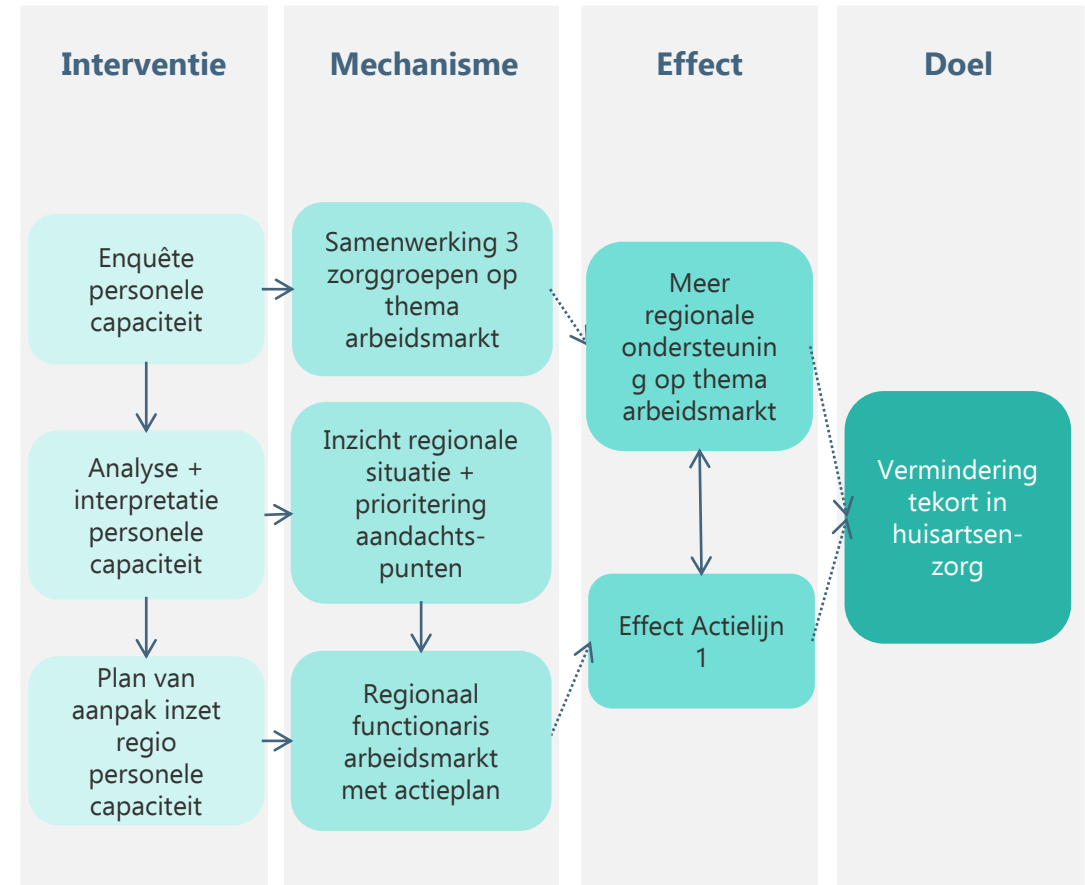 Interventie
Mechanisme
Effect
Doel
Enquête
personele
capaciteit
Samenwerking 3
zorggroepen op
thema
arbeidsmarkt
Meer
regionale
ondersteunin
g op thema
arbeidsmarkt
Analyse +
interpretatie
personele
capaciteit
Inzicht regionale
situatie +
prioritering
aandachts-
punten
Vermindering
tekort in
huisartsen-
zorg
Effect Actielijn
1
Plan van
aanpak inzet
regio
personele
capaciteit
Regionaal
functionaris
arbeidsmarkt
met actieplan